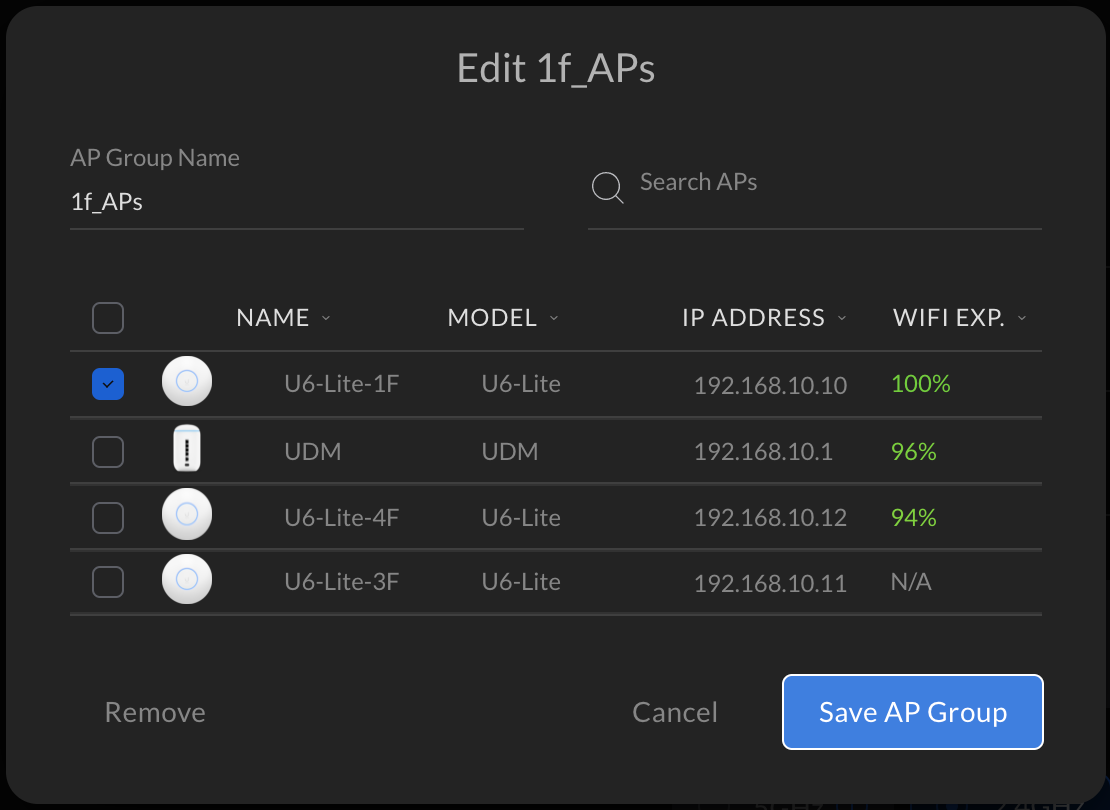 Edit 1f_APs
AP Group Name
1f_APs
Search APs
NAME MODEL IP ADDRESS WIFI EXP.
U6-Lite-1F U6-Lite 192.168.10.10 100%
UDM UDM 192.168.10.1 96%
U6-Lite-4F U6-Lite 192.168.10.12 94%
U6-Lite-3F U6-Lite 192.168.10.11 N/A
Remove Cancel Save AP Group